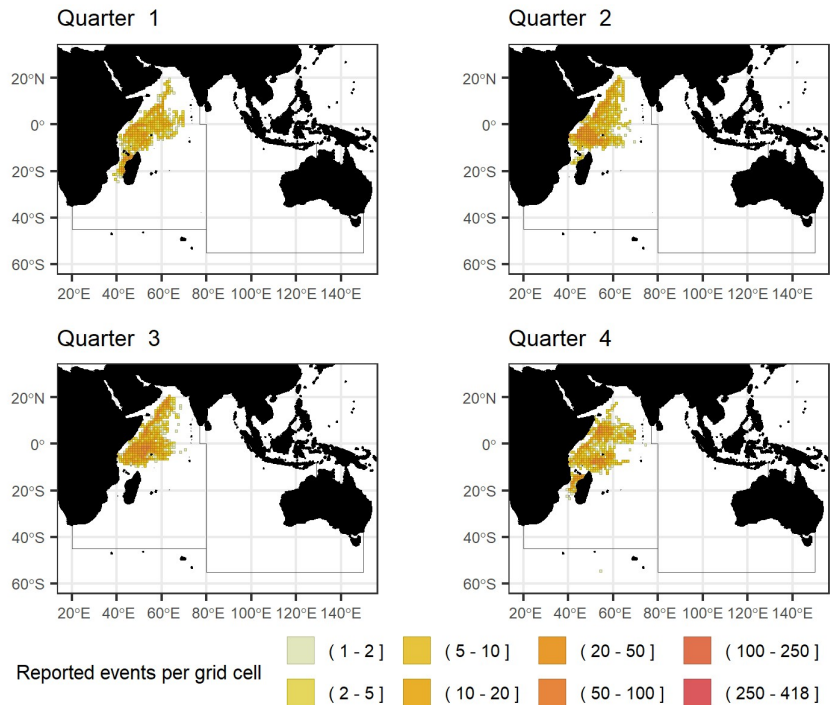 Quarter 1
Quarter 2
20°N
0°
20°S
40°S
60°S
20°N
0°
20°S
40°S
60°S
20°E 40°E 60°E 80°E 100°E 120°E 140°E
20°E 40°E 60°E 80°E 100°E 120°E 140°E
Quarter 3
Quarter 4
20°N
0°
20°S
40°S
60°S
20°N
0°
20°S
40°S
60°S
20°E 40°E 60°E 80°E 100°E 120°E 140°E
20°E 40°E 60°E 80°E 100°E 120°E 140°E
Reported events per grid cell
( 1 - 2 ] ( 5 - 10 ] ( 20 - 50 ] ( 100 - 250 ]
( 2 - 5 ] ( 10 - 20 ] ( 50 - 100 ] ( 250 - 418 ]